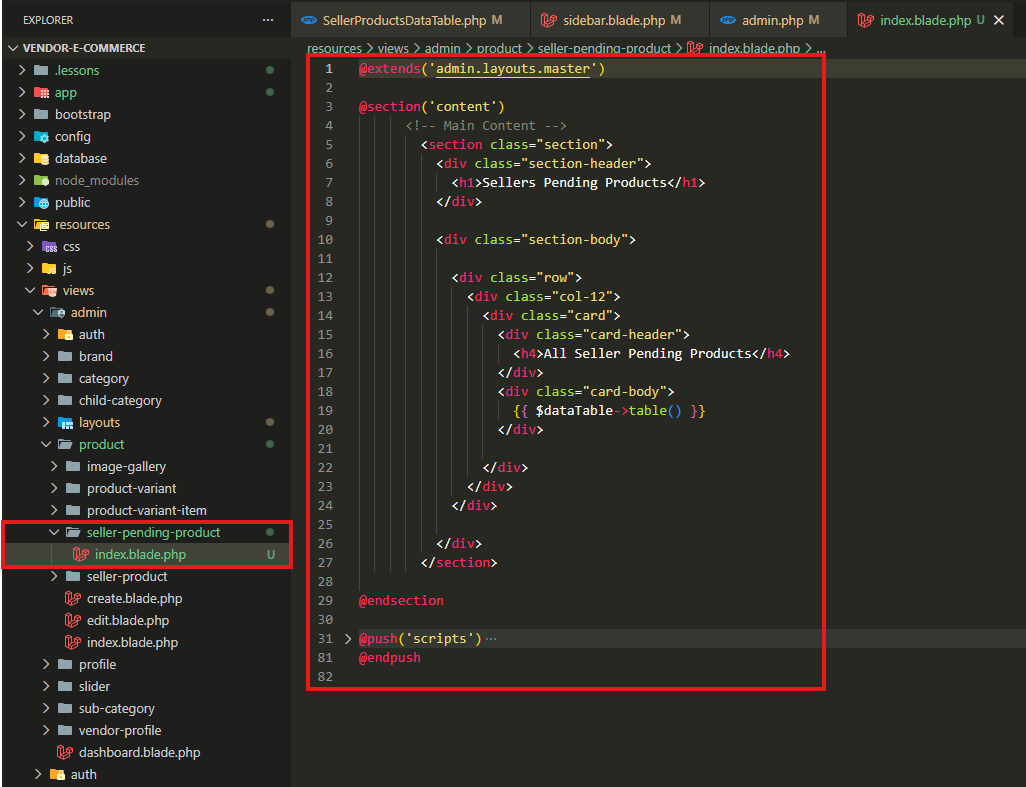 EXPLORER
···
VENDOR-E-COMMERCE
.lessons
app
bootstrap
config
database
node_modules
public
resources
css
js
views
admin
auth
brand
category
child-category
layouts
product
image-gallery
product-variant
product-variant-item
seller-pending-product
index.blade.php U
seller-product
create.blade.php
edit.blade.php
index.blade.php
profile
slider
sub-category
vendor-profile
dashboard.blade.php
auth
SellerProductsDataTable.php M
sidebar.blade.php M
admin.php M
index.blade.php U
resources > views > admin > product > seller-pending-product > index.blade.php > ...
1 @extends('admin.layouts.master')
2
3 @section('content')
4 <!-- Main Content -->
5 <section class="section">
6 <div class="section-header">
7 <h1>Sellers Pending Products</h1>
8 </div>
9
10 <div class="section-body">
11
12 <div class="row">
13 <div class="col-12">
14 <div class="card">
15 <div class="card-header">
16 <h4>All Seller Pending Products</h4>
17 </div>
18 <div class="card-body">
19 {{ $dataTable->table() }}
20 </div>
21
22 </div>
23 </div>
24 </div>
25
26 </div>
27 </section>
28
29 @endsection
30
31 @push('scripts') ···
81 @endpush
82